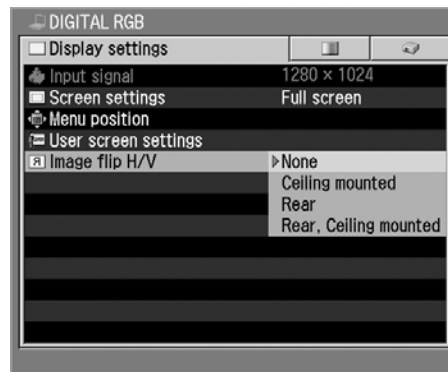 DIGITAL RGB
Display settings
Input signal 1280 × 1024
Screen settings Full screen
Menu position
User screen settings
Image flip H/V None
Ceiling mounted
Rear
Rear, Ceiling mounted